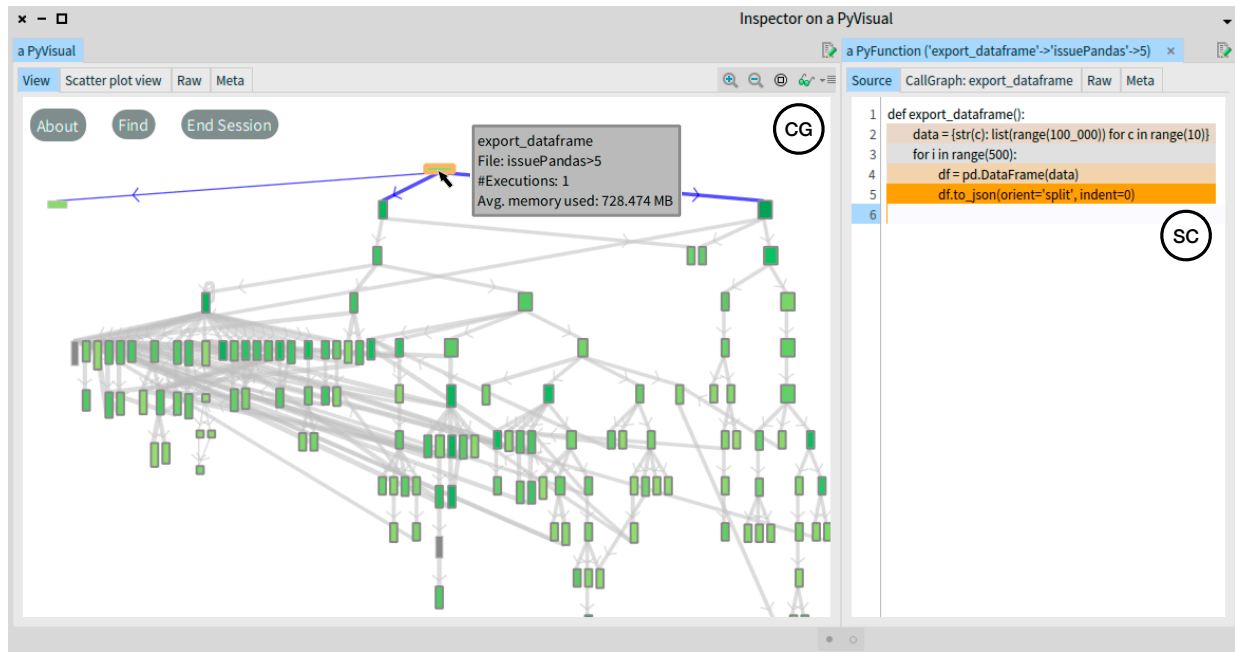 Inspector on a PyVisual
a PyVisual
View Scatter plot view Raw Meta
About Find End Session
CG
export_dataframe
File: issuePandas>5
#Executions: 1
Avg. memory used: 728.474 MB
a PyFunction ('export_dataframe'->'issuePandas'->5) ×
Source CallGraph: export_dataframe Raw Meta
1 def export_dataframe():
2 data = {str(c): list(range(100_000)) for c in range(10)}
3 for i in range(500):
4 df = pd.DataFrame(data)
5 df.to_json(orient='split', indent=0)
6
SC